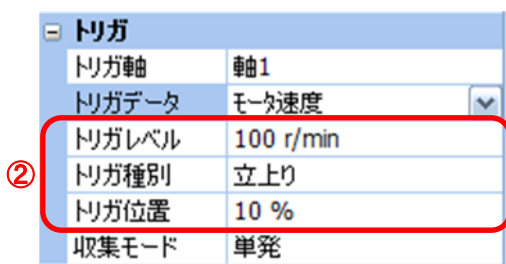 トリガ
トリガ軸 軸1
トリガデータ モータ速度
トリガレベル 100 r/min
② トリガ種別 立上り
トリガ位置 10 %
収集モード 単発